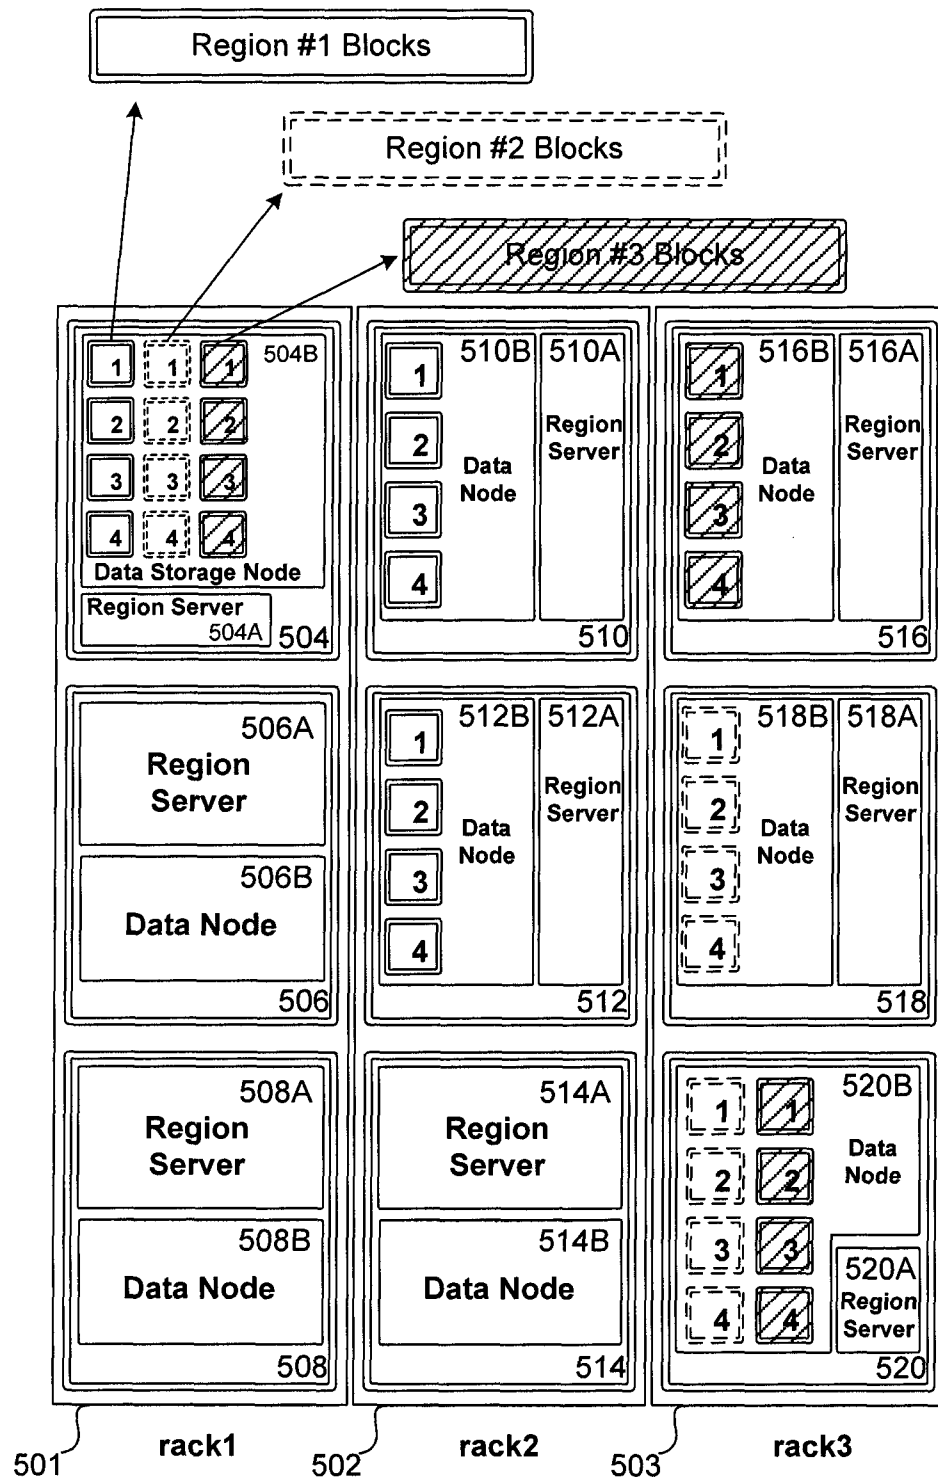 Region #1 Blocks
Region #2 Blocks
Region #3 Blocks
1 1 1 504B
2 2 2
3 3 3
4 4 4
Data Storage Node
Region Server
504A
504
506A
Region
Server
506B
Data Node
506
508A
Region
Server
508B
Data Node
508
1
2
3
4
510B
Data
Node
510A
Region
Server
510
1
2
3
4
512B
Data
Node
512A
Region
Server
512
514A
Region
Server
514B
Data Node
514
1
2
3
4
516B
Data
Node
516A
Region
Server
516
1
2
3
4
518B
Data
Node
518A
Region
Server
518
1 1
2 2
3 3
4 4
520B
Data
Node
520A
Region
Server
520
501 rack1
502 rack2
503 rack3